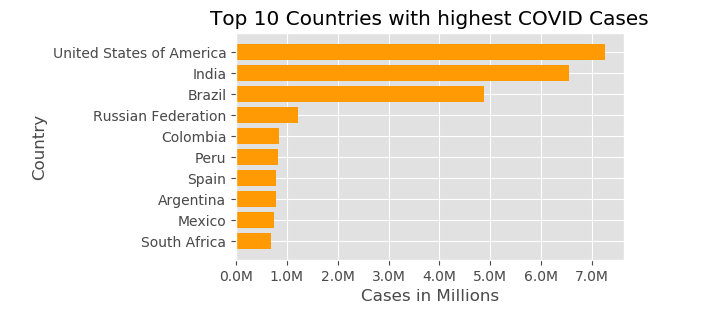 Top 10 Countries with highest COVID Cases
United States of America
India
Brazil
Russian Federation
Colombia
Peru
Spain
Argentina
Mexico
South Africa
Country
0.0M 1.0M 2.0M 3.0M 4.0M 5.0M 6.0M 7.0M
Cases in Millions